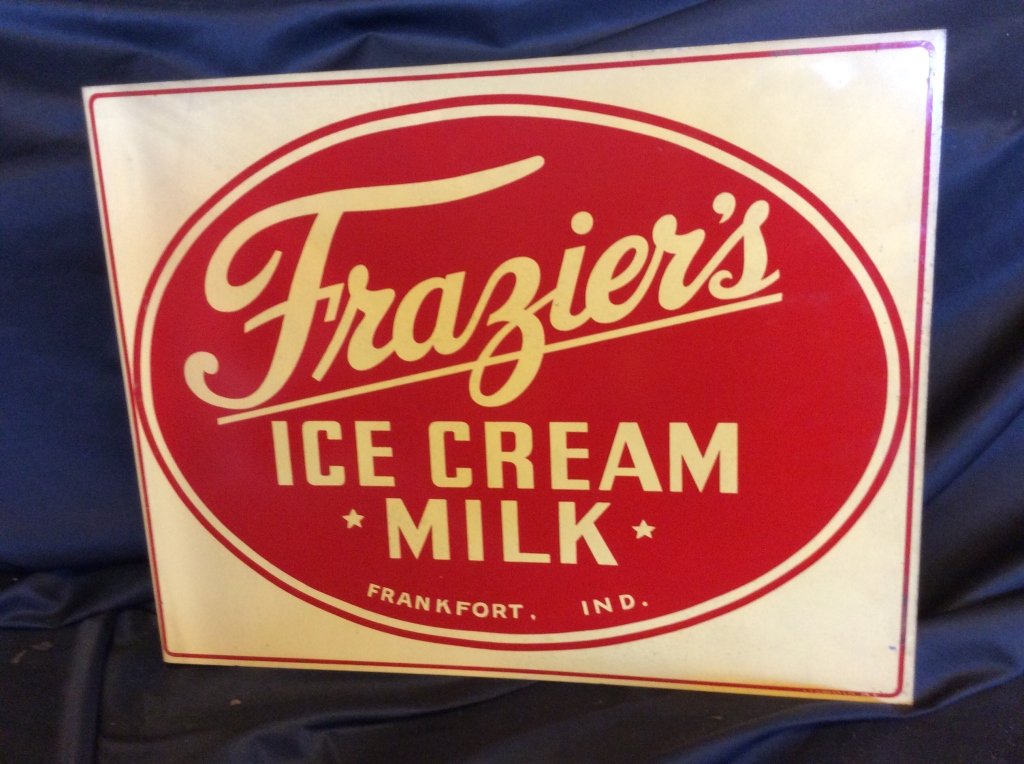 Frazier's
ICE CREAM
MILK
FRANKFORT, IND.